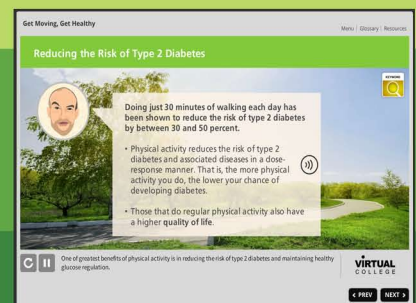 Get Moving, Get Healthy
Menu | Glossary | Resources
Reducing the Risk of Type 2 Diabetes
KEYWORD
Doing just 30 minutes of walking each day has
been shown to reduce the risk of type 2 diabetes
by between 30 and 50 percent.
• Physical activity reduces the risk of type 2
diabetes and associated diseases in a dose-
response manner. That is, the more physical
activity you do, the lower your chance of
developing diabetes.
• Those that do regular physical activity also have
a higher quality of life.
One of greatest benefits of physical activity is in reducing the risk of type 2 diabetes and maintaining healthy
glucose regulation.
VIRTUAL
COLLEGE
< PREV
NEXT >